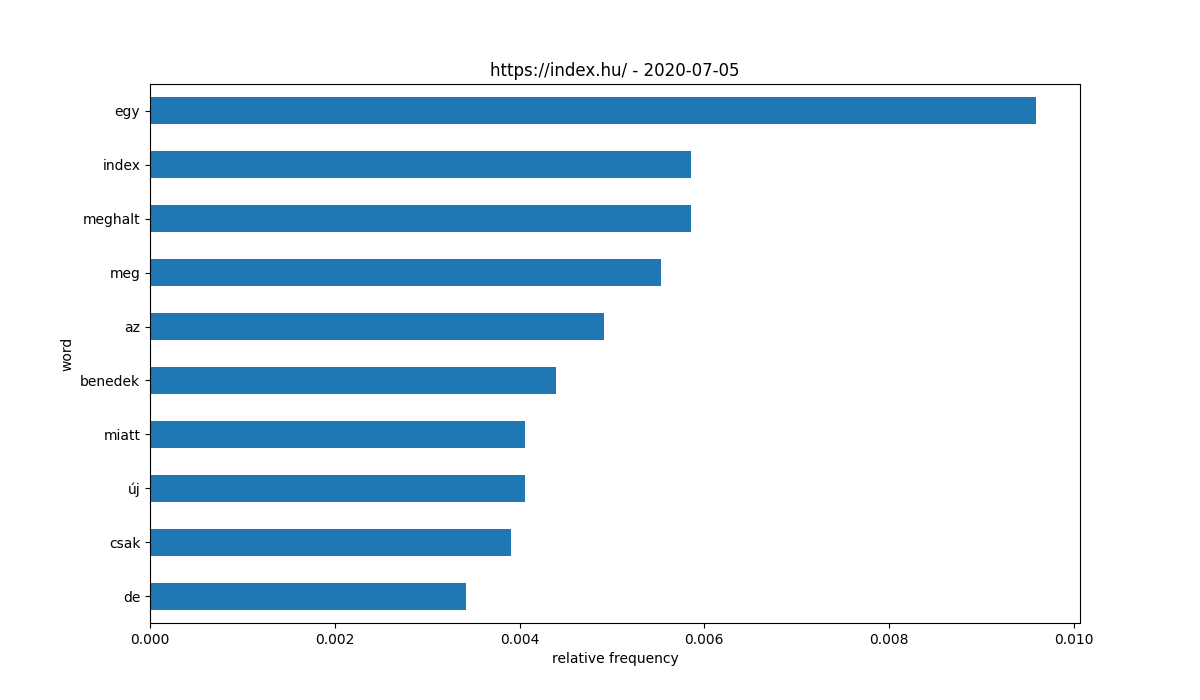 https://index.hu/ - 2020-07-05
egy
index
meghalt
meg
az
benedek
miatt
új
csak
de
word
0.000 0.002 0.004 0.006 0.008 0.010
relative frequency